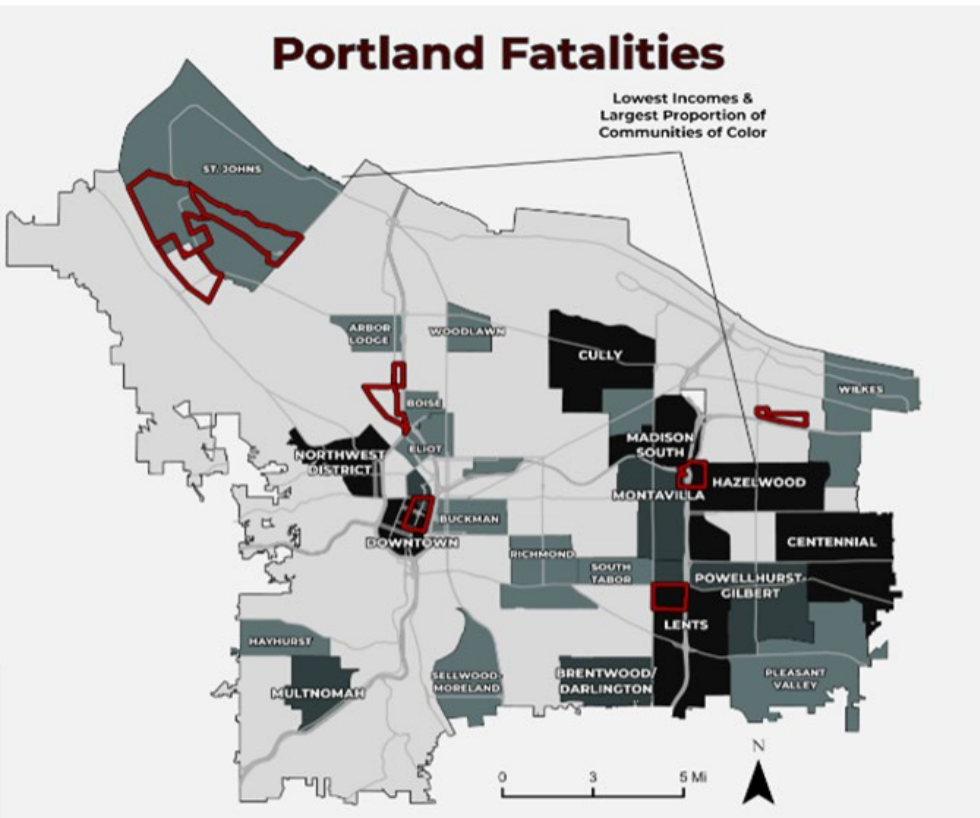 Portland Fatalities
Lowest Incomes &
Largest Proportion of
Communities of Color
ST. JOHNS
ARBOR
LODGE
WOODLAWN
CULLY
WILKES
BOISE
ELIOT
MADISON
SOUTH
NORTHWEST
DISTRICT
HAZELWOOD
MONTAVILLA
BUCKMAN
DOWNTOWN
CENTENNIAL
RICHMOND
SOUTH
TABOR
POWELLHURST-
GILBERT
LENTS
HAYHURST
MULTNOMAH
SELLWOOD-
MORELAND
BRENTWOOD/
DARLINGTON
PLEASANT
VALLEY
N
0 3 5 Mi